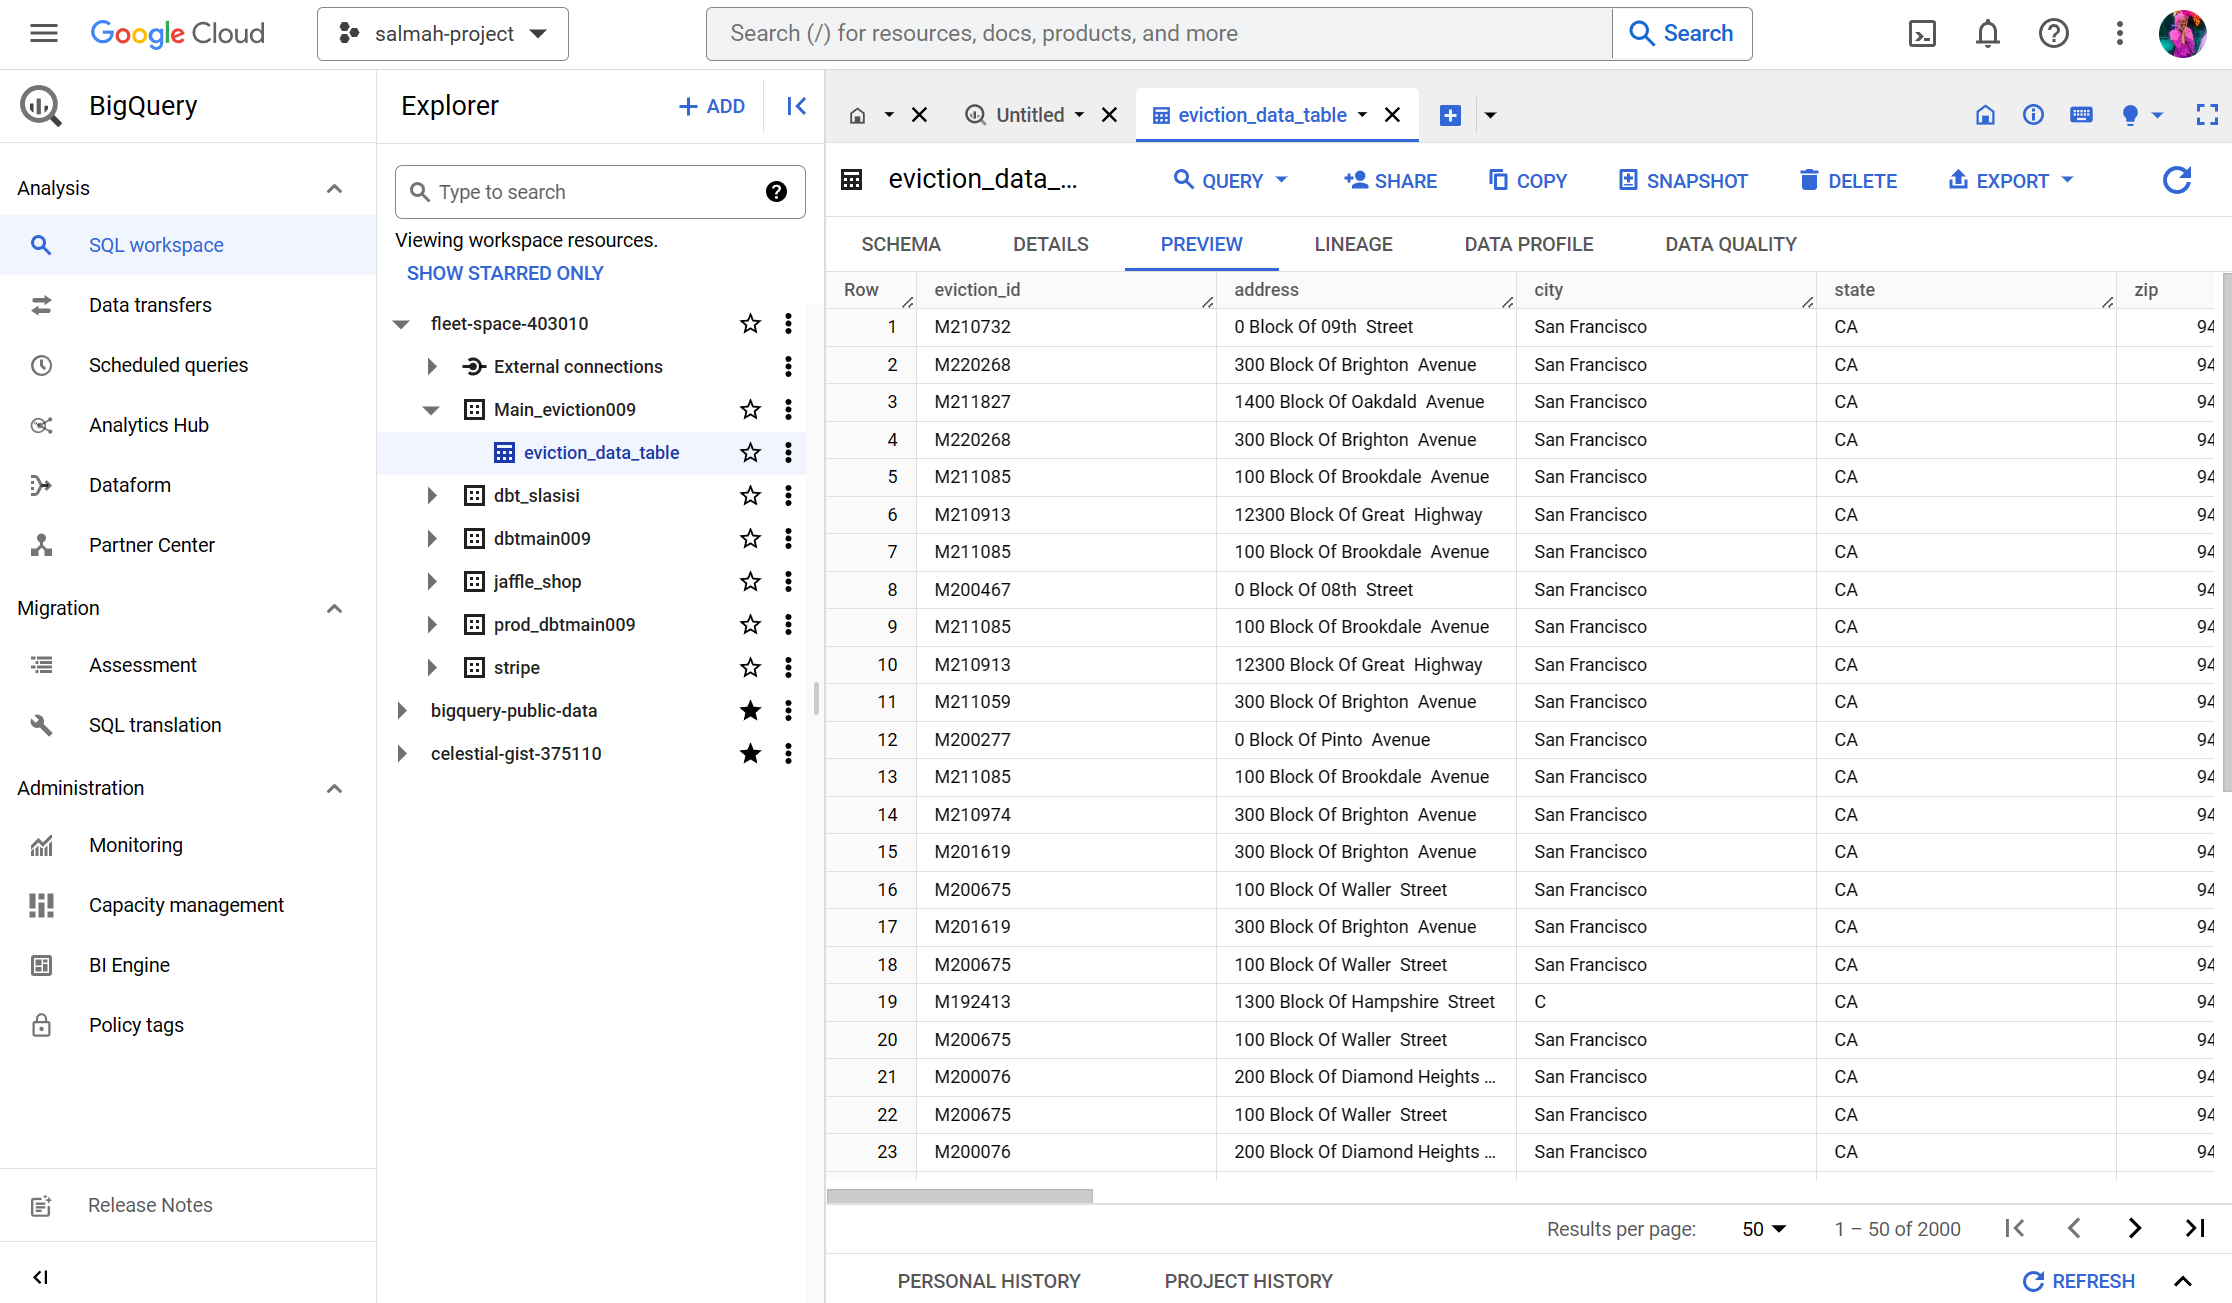 Google Cloud
salmah-project
Search (/) for resources, docs, products, and more
Search
BigQuery
Analysis
SQL workspace
Data transfers
Scheduled queries
Analytics Hub
Dataform
Partner Center
Migration
Assessment
SQL translation
Administration
Monitoring
Capacity management
BI Engine
Policy tags
Release Notes
Explorer
ADD
Type to search
Viewing workspace resources.
SHOW STARRED ONLY
fleet-space-403010
External connections
Main_eviction009
eviction_data_table
dbt_slasisi
dbtmain009
jaffle_shop
prod_dbtmain009
stripe
bigquery-public-data
celestial-gist-375110
Untitled eviction_data_table
eviction_data_... QUERY SHARE COPY SNAPSHOT DELETE EXPORT
SCHEMA DETAILS PREVIEW LINEAGE DATA PROFILE DATA QUALITY
Row eviction_id address city state zip
1 M210732 0 Block Of 09th Street San Francisco CA 94
2 M220268 300 Block Of Brighton Avenue San Francisco CA 94
3 M211827 1400 Block Of Oakdald Avenue San Francisco CA 94
4 M220268 300 Block Of Brighton Avenue San Francisco CA 94
5 M211085 100 Block Of Brookdale Avenue San Francisco CA 94
6 M210913 12300 Block Of Great Highway San Francisco CA 94
7 M211085 100 Block Of Brookdale Avenue San Francisco CA 94
8 M200467 0 Block Of 08th Street San Francisco CA 94
9 M211085 100 Block Of Brookdale Avenue San Francisco CA 94
10 M210913 12300 Block Of Great Highway San Francisco CA 94
11 M211059 300 Block Of Brighton Avenue San Francisco CA 94
12 M200277 0 Block Of Pinto Avenue San Francisco CA 94
13 M211085 100 Block Of Brookdale Avenue San Francisco CA 94
14 M210974 300 Block Of Brighton Avenue San Francisco CA 94
15 M201619 300 Block Of Brighton Avenue San Francisco CA 94
16 M200675 100 Block Of Waller Street San Francisco CA 94
17 M201619 300 Block Of Brighton Avenue San Francisco CA 94
18 M200675 100 Block Of Waller Street San Francisco CA 94
19 M192413 1300 Block Of Hampshire Street C CA 94
20 M200675 100 Block Of Waller Street San Francisco CA 94
21 M200076 200 Block Of Diamond Heights ... San Francisco CA 94
22 M200675 100 Block Of Waller Street San Francisco CA 94
23 M200076 200 Block Of Diamond Heights ... San Francisco CA 94
Results per page: 50 1 – 50 of 2000
PERSONAL HISTORY PROJECT HISTORY REFRESH